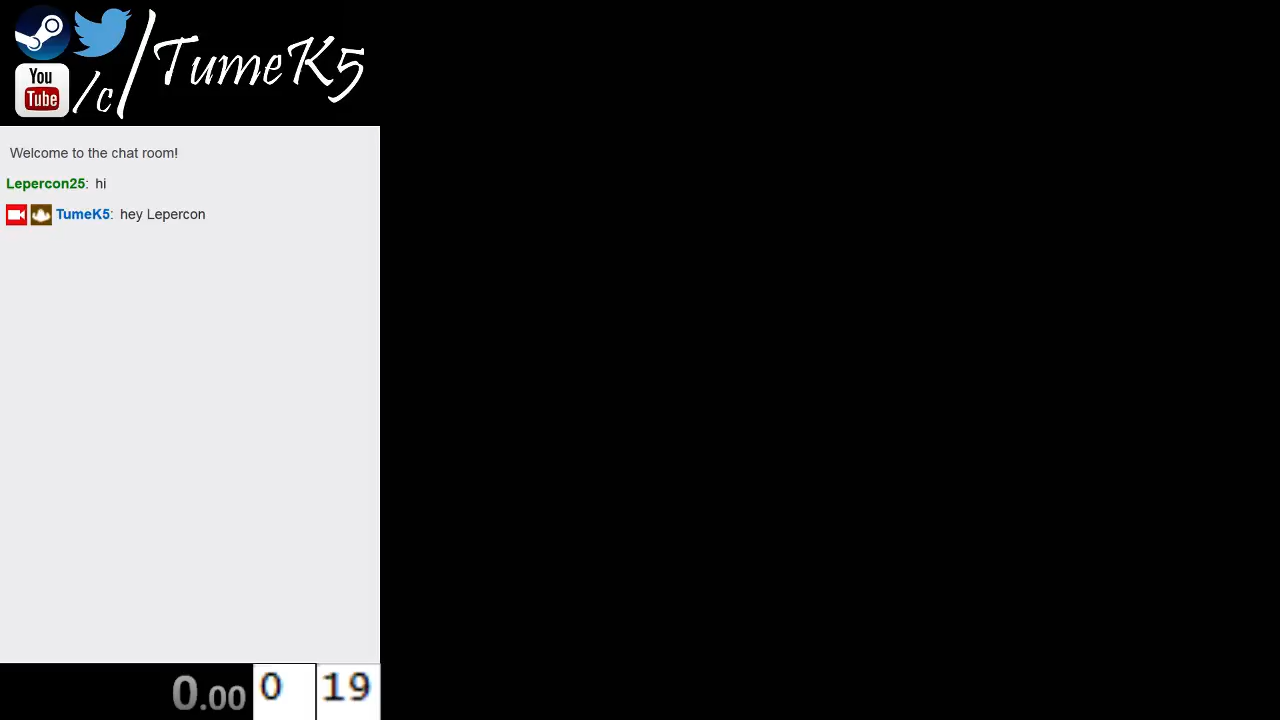 You
Tube
/c/TumeK5
Welcome to the chat room!
Lepercon25: hi
TumeK5: hey Lepercon
0.00
0
19